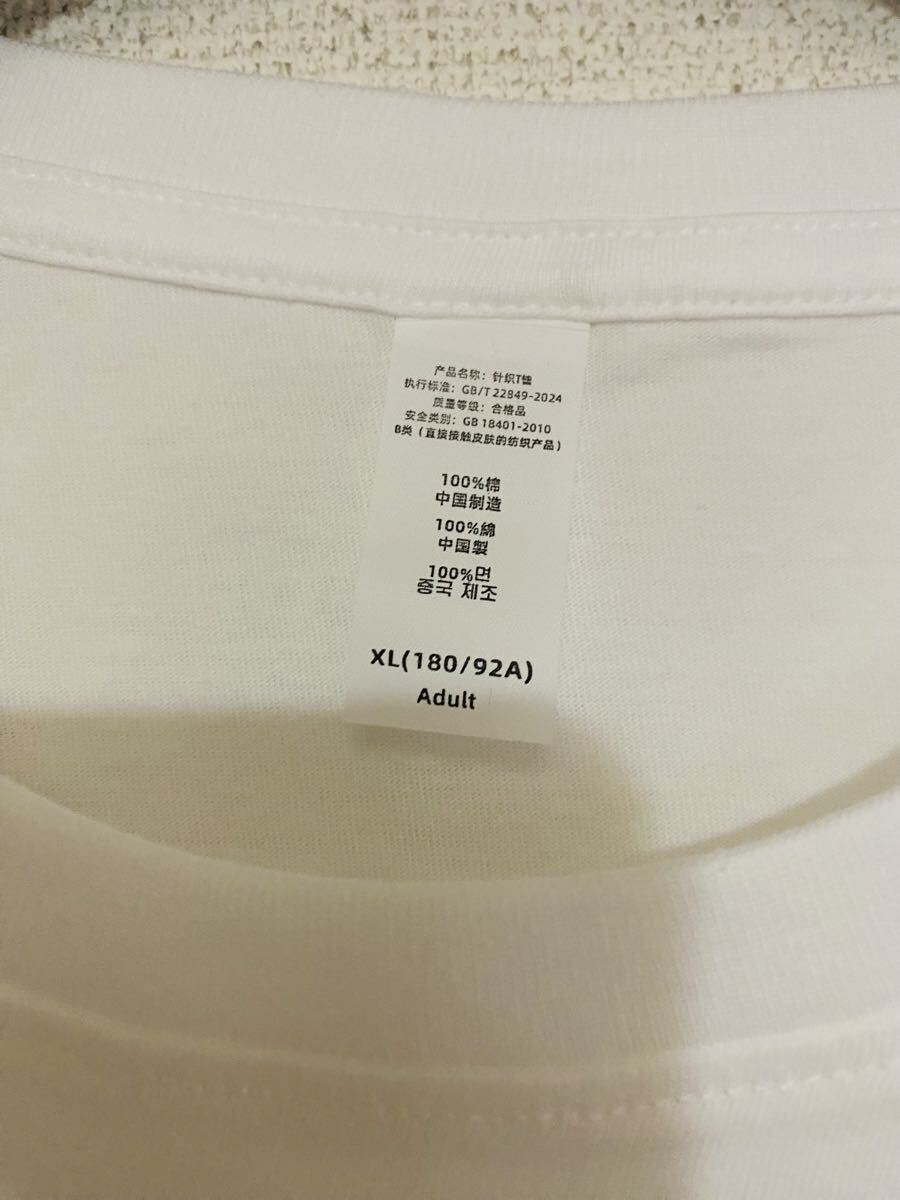 产品名称：针织T恤
执行标准：GB/T 22849-2024
质量等级：合格品
安全类别：GB 18401-2010
B类（直接接触皮肤的纺织产品）
100%棉
中国制造
100%綿
中国製
100%면
중국 제조
XL(180/92A)
Adult